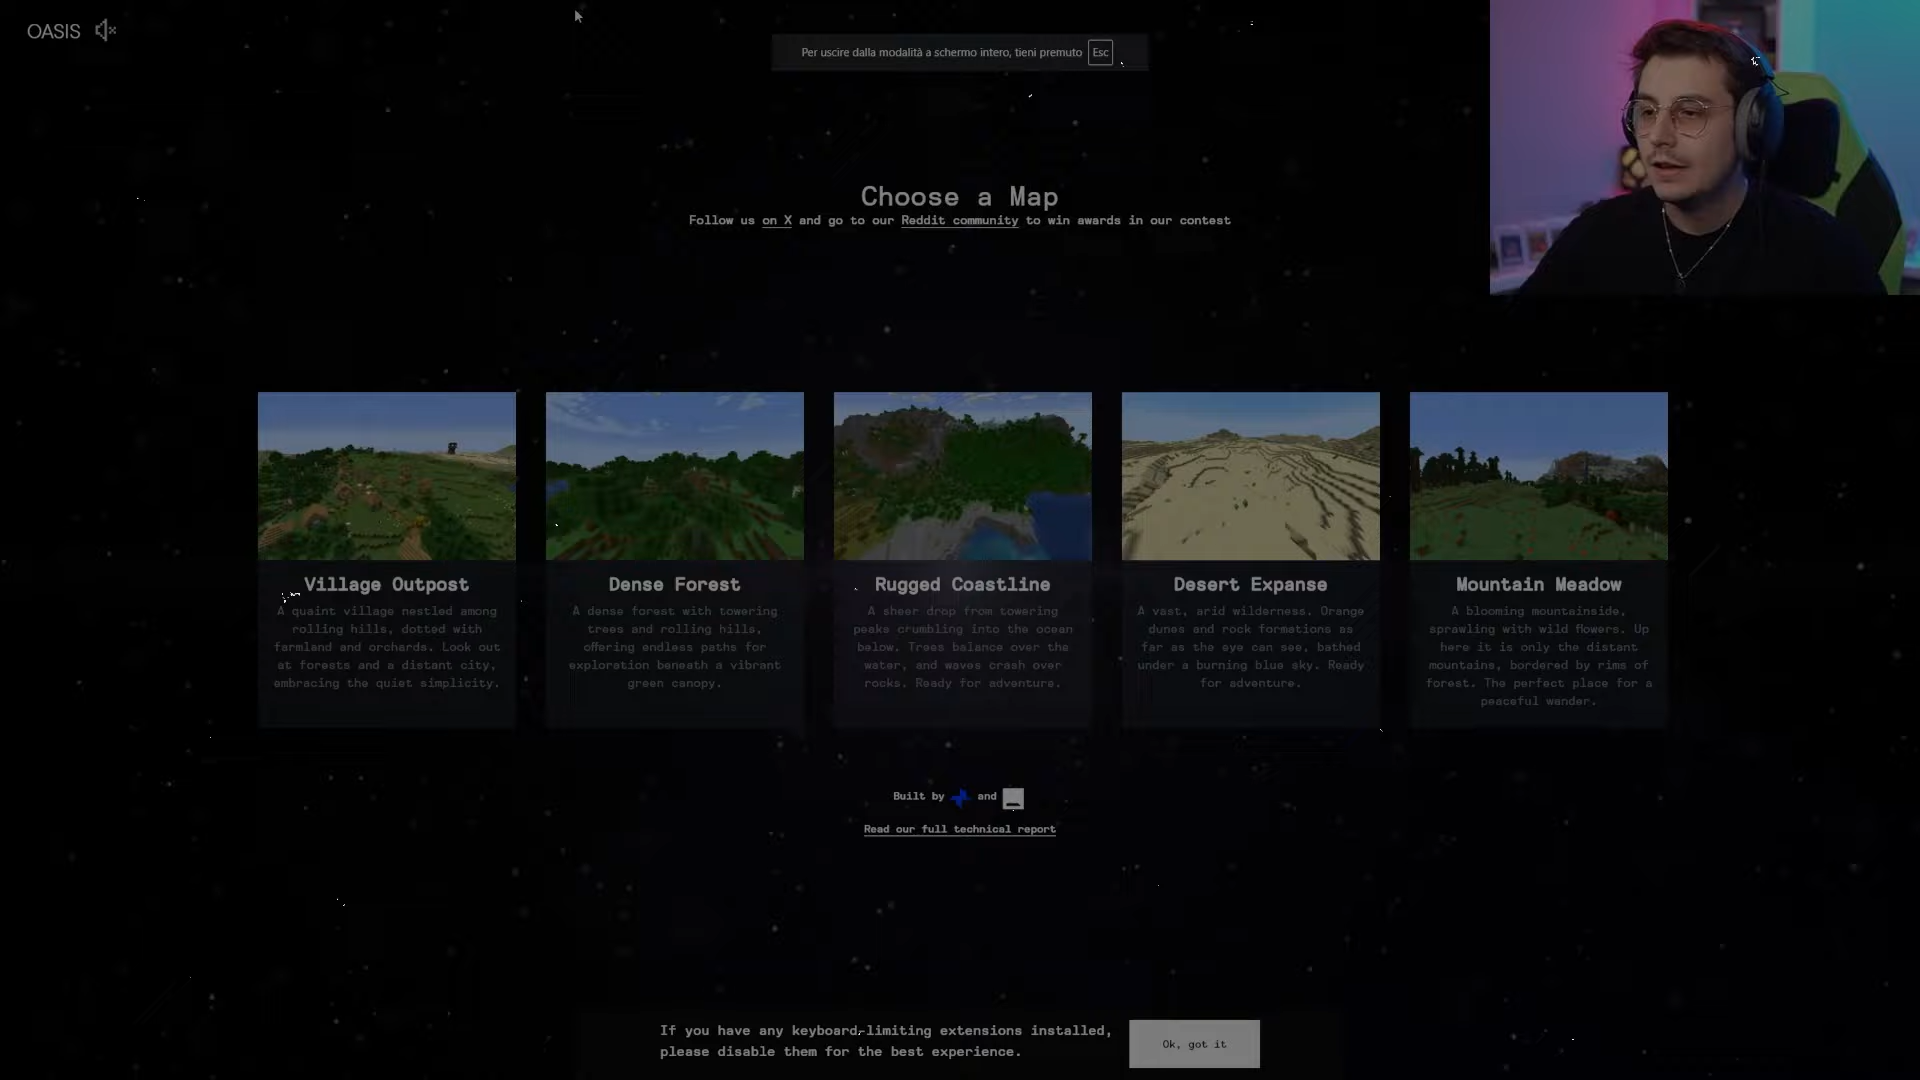 OASIS
Per uscire dalla modalità a schermo intero, tieni premuto Esc
Choose a Map
Follow us on X and go to our Reddit community to win awards in our contest
Village Outpost
A quaint village nestled among
rolling hills, dotted with
farmland and orchards. Look out
at forests and a distant city,
embracing the quiet simplicity.
Dense Forest
A dense forest with towering
trees and rolling hills,
offering endless paths for
exploration beneath a vibrant
green canopy.
Rugged Coastline
A sheer drop from towering
peaks crumbling into the ocean
below. Trees balance over the
water, and waves crash over
rocks. Ready for adventure.
Desert Expanse
A vast, arid wilderness. Orange
dunes and rock formations as
far as the eye can see, bathed
under a burning blue sky. Ready
for adventure.
Mountain Meadow
A blooming mountainside,
sprawling with wild flowers. Up
here it is only the distant
mountains, bordered by rims of
forest. The perfect place for a
peaceful wander.
Built by and
Read our full technical report
If you have any keyboard-limiting extensions installed,
please disable them for the best experience.
Ok, got it